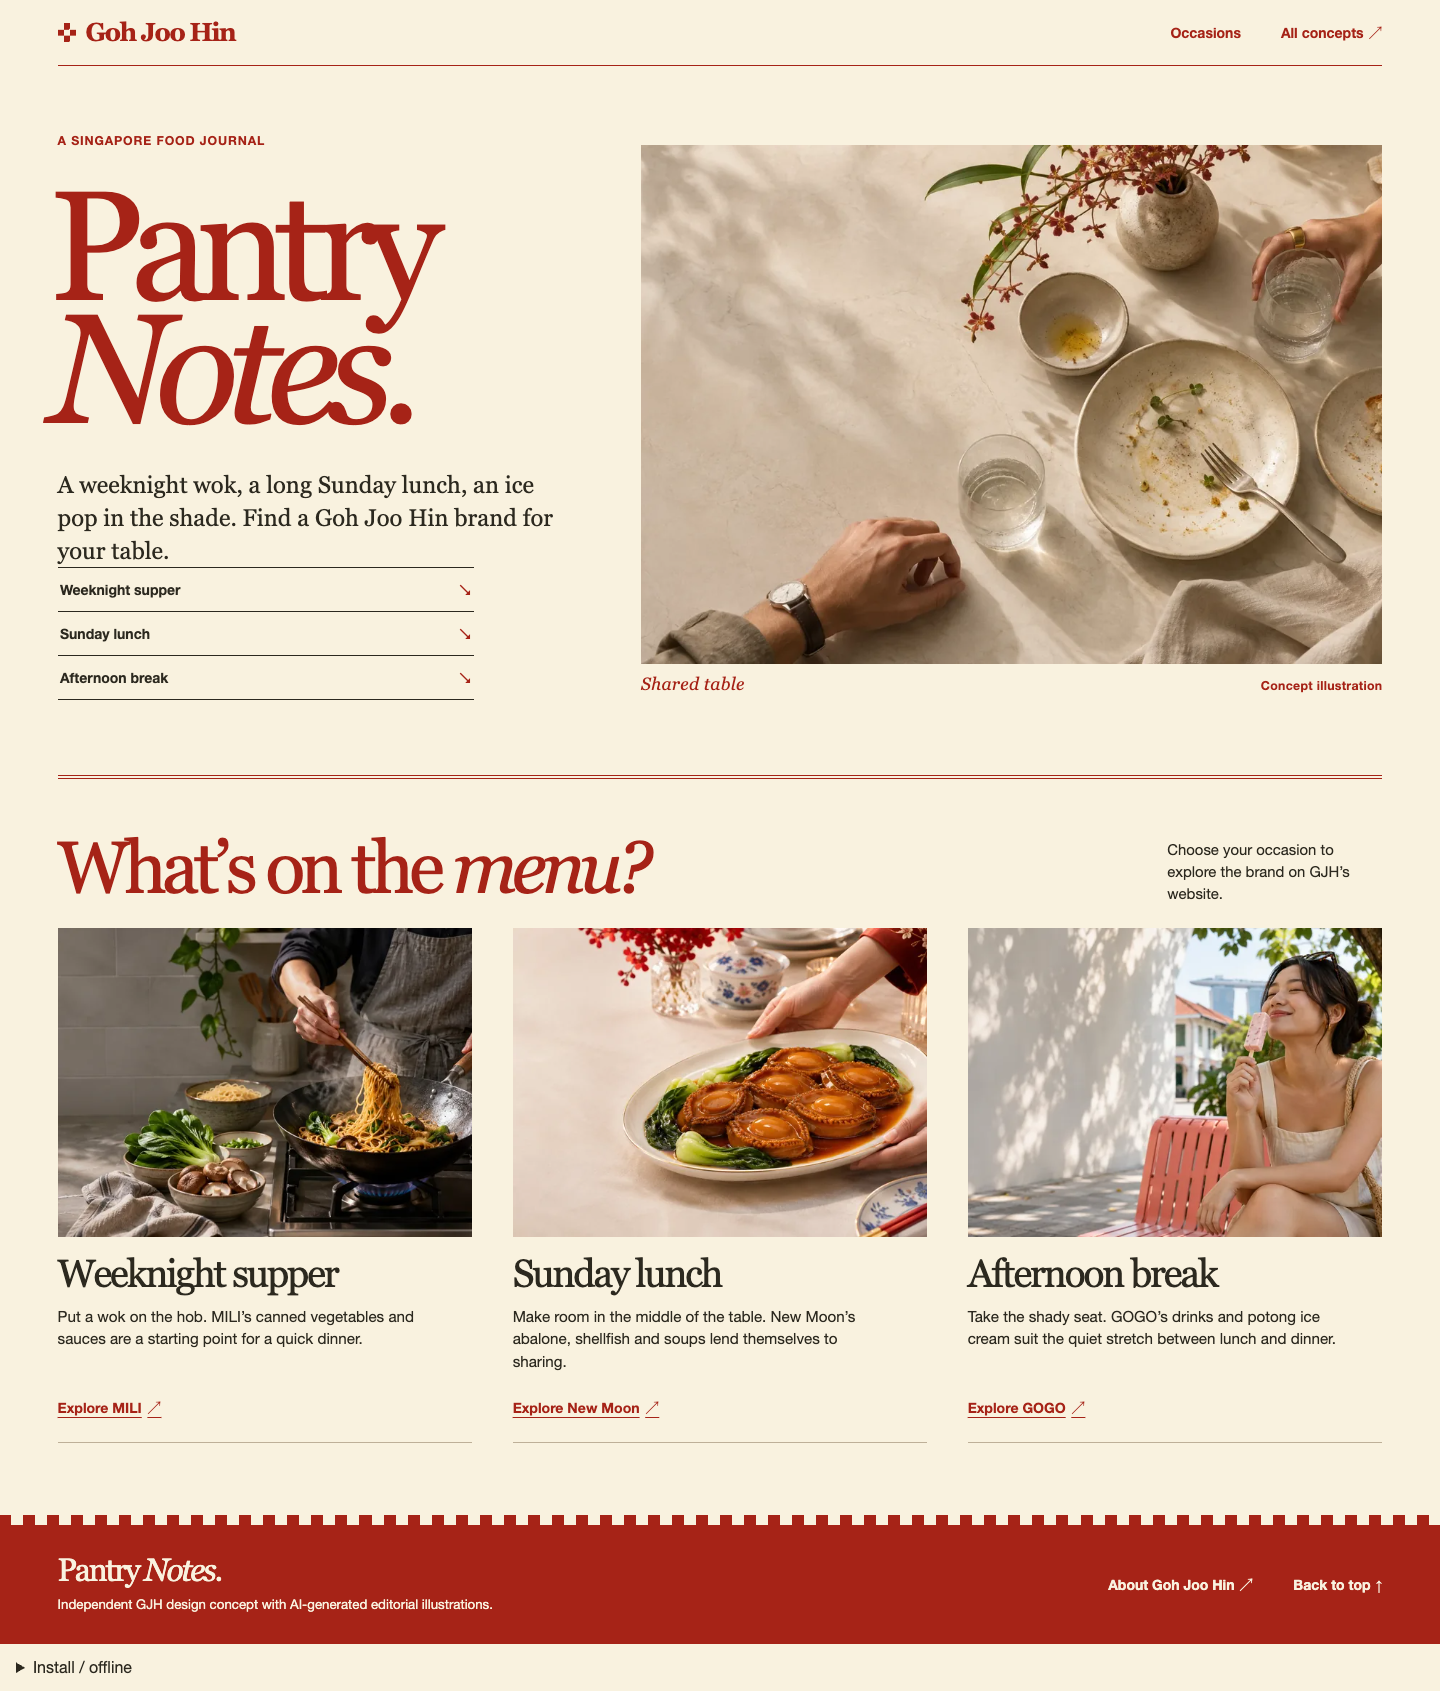 Goh Joo Hin
Occasions
All concepts ↗
A SINGAPORE FOOD JOURNAL
Pantry
Notes.
A weeknight wok, a long Sunday lunch, an ice
pop in the shade. Find a Goh Joo Hin brand for
your table.
Weeknight supper ↘
Sunday lunch ↘
Afternoon break ↘
Shared table
Concept illustration
What’s on the menu?
Choose your occasion to
explore the brand on GJH’s
website.
Weeknight supper
Put a wok on the hob. MILI’s canned vegetables and
sauces are a starting point for a quick dinner.
Explore MILI ↗
Sunday lunch
Make room in the middle of the table. New Moon’s
abalone, shellfish and soups lend themselves to
sharing.
Explore New Moon ↗
Afternoon break
Take the shady seat. GOGO’s drinks and potong ice
cream suit the quiet stretch between lunch and dinner.
Explore GOGO ↗
Pantry Notes.
Independent GJH design concept with AI-generated editorial illustrations.
About Goh Joo Hin ↗
Back to top ↑
▶ Install / offline